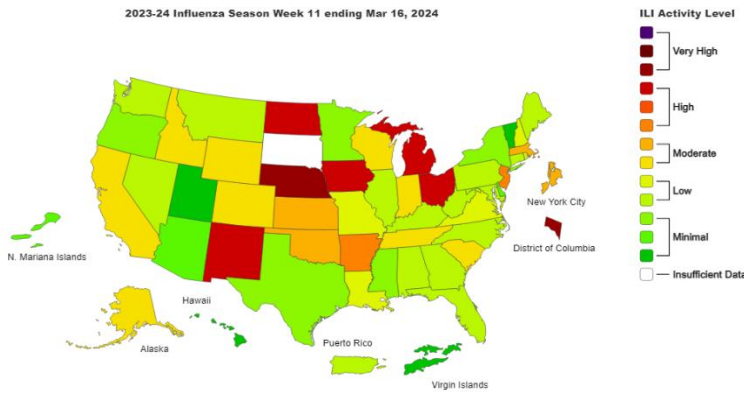 2023-24 Influenza Season Week 11 ending Mar 16, 2024
ILI Activity Level
Very High
High
Moderate
Low
Minimal
Insufficient Data
New York City
District of Columbia
N. Mariana Islands
Hawaii
Alaska
Puerto Rico
Virgin Islands